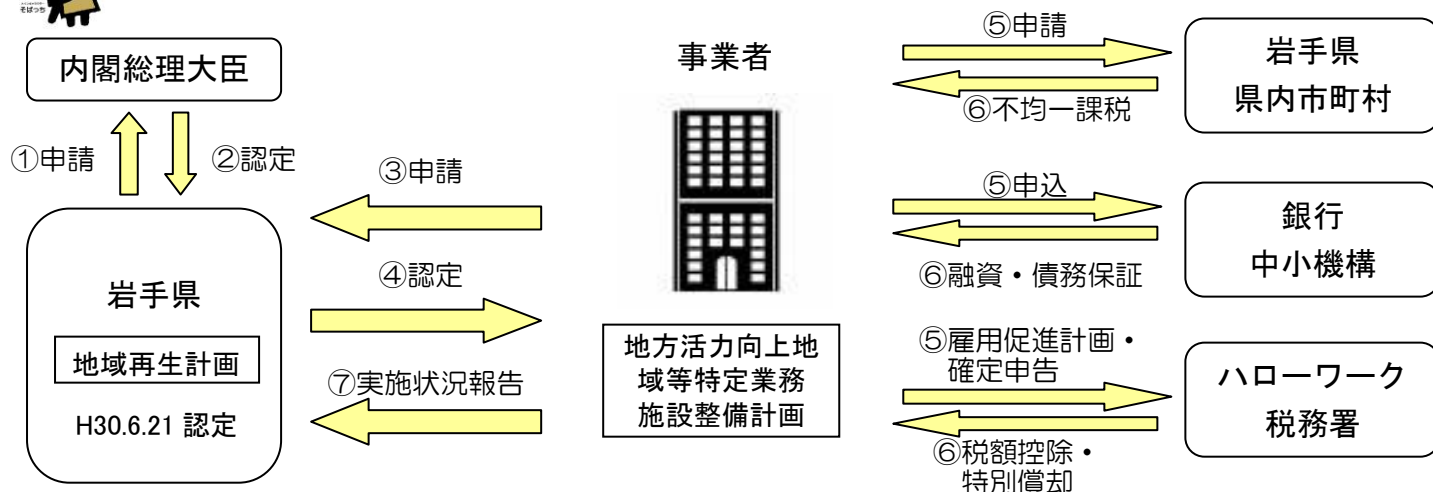 そばっち
内閣総理大臣
①申請
②認定
岩手県
地域再生計画
H30.6.21 認定
③申請
④認定
⑦実施状況報告
事業者
地方活力向上地
域等特定業務
施設整備計画
⑤申請
⑥不均一課税
岩手県
県内市町村
⑤申込
⑥融資・債務保証
銀行
中小機構
⑤雇用促進計画・
確定申告
⑥税額控除・
特別償却
ハローワーク
税務署